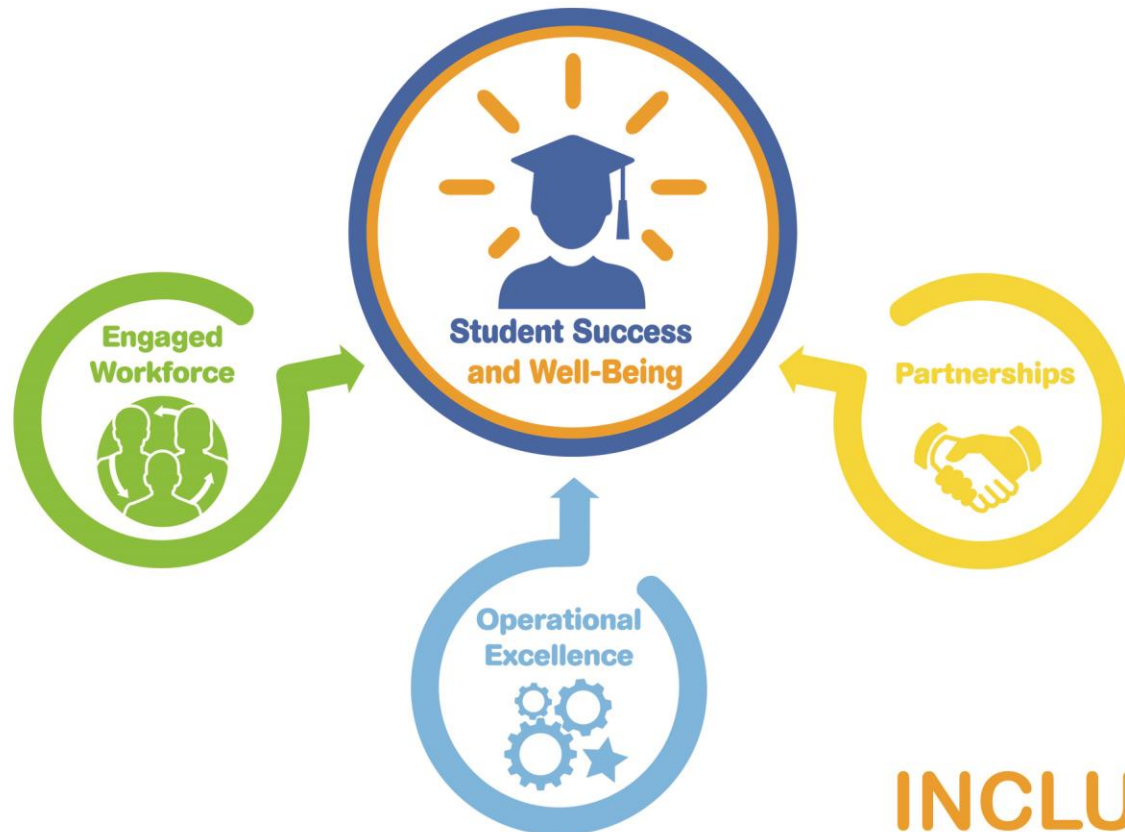 Student Success
and Well-Being
Engaged
Workforce
Partnerships
Operational
Excellence
INCLU